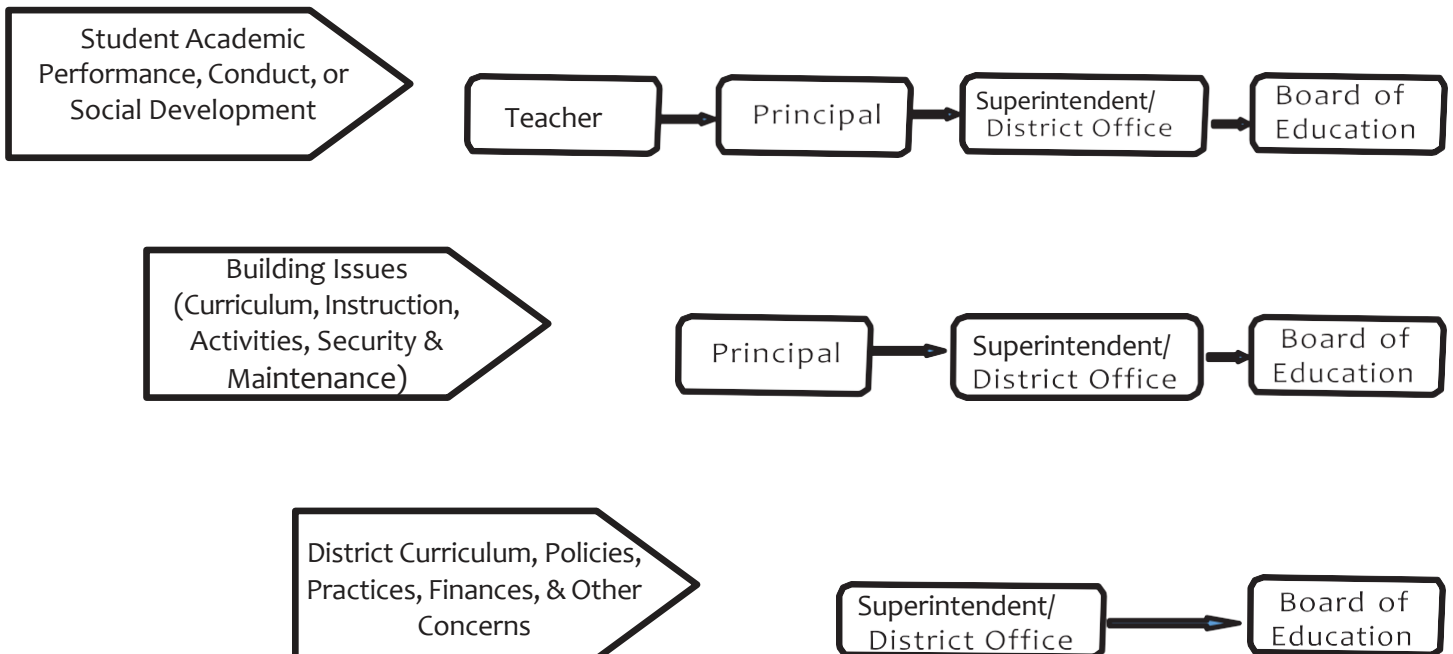 Student Academic
Performance, Conduct, or
Social Development
Teacher
Principal
Superintendent/
District Office
Board of
Education
Building Issues
(Curriculum, Instruction,
Activities, Security &
Maintenance)
Principal
Superintendent/
District Office
Board of
Education
District Curriculum, Policies,
Practices, Finances, & Other
Concerns
Superintendent/
District Office
Board of
Education